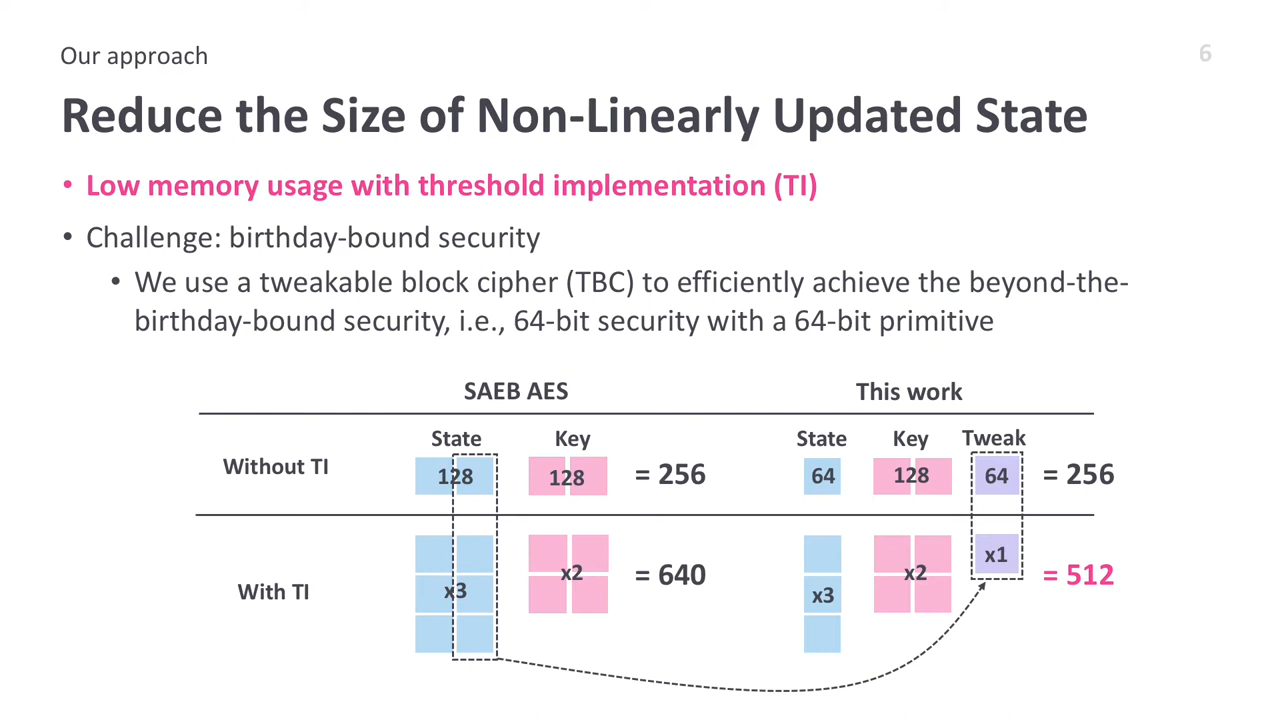 Our approach
6
Reduce the Size of Non-Linearly Updated State
• Low memory usage with threshold implementation (TI)
• Challenge: birthday-bound security
• We use a tweakable block cipher (TBC) to efficiently achieve the beyond-the-
birthday-bound security, i.e., 64-bit security with a 64-bit primitive
SAEB AES This work
State Key State Key Tweak
Without TI 128 128 = 256 64 128 64 = 256
With TI x3 x2 = 640 x3 x2 x1 = 512